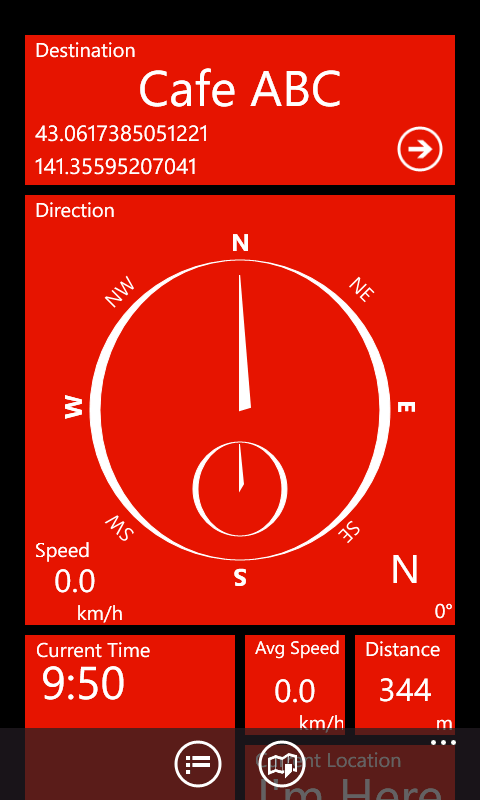 Destination
Cafe ABC
43.0617385051221
141.35595207041
Direction
N
NW
NE
W
E
SW
SE
S
Speed
0.0
km/h
N
0°
Current Time
9:50
Avg Speed
0.0
km/h
Distance
344
m
Current Location
I'm Here